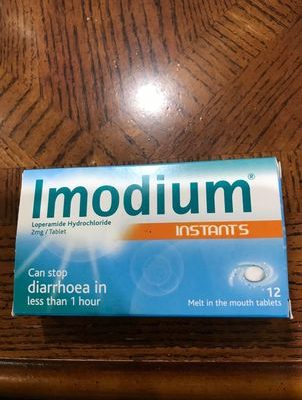 Imodium®
INSTANTS
Loperamide Hydrochloride
2mg / Tablet
Can stop
diarrhoea in
less than 1 hour
12
Melt in the mouth tablets